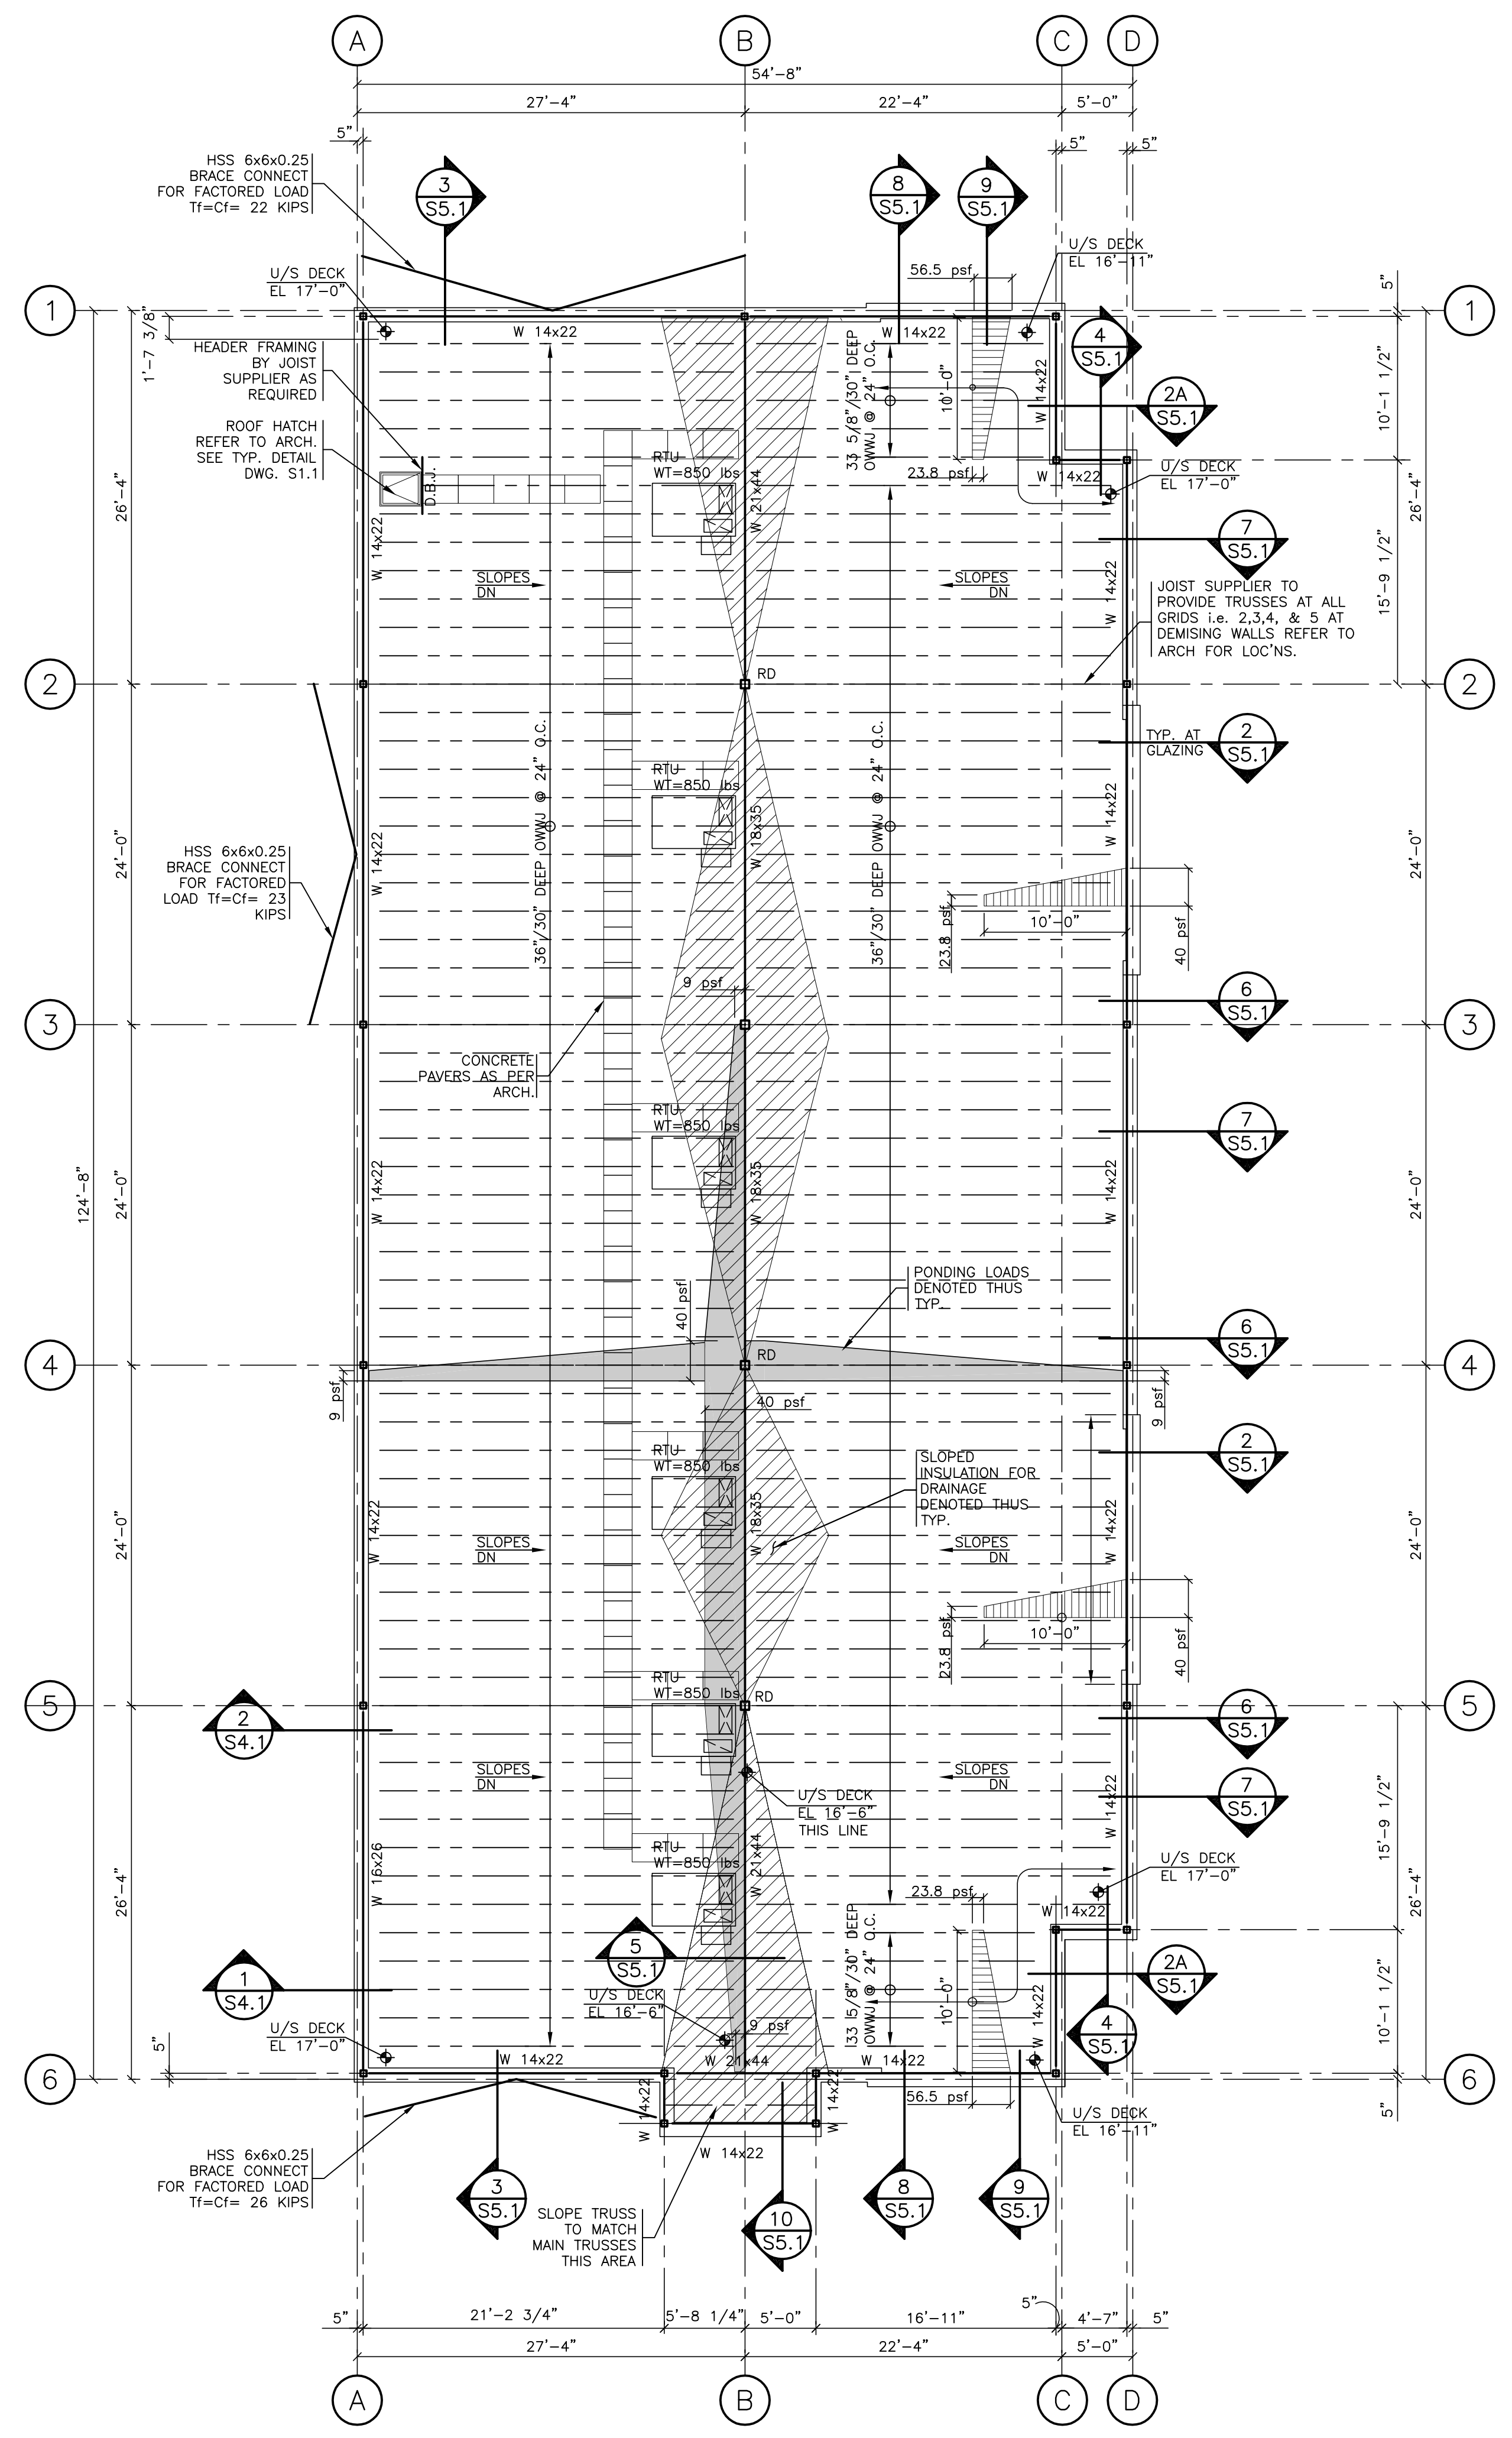 A
B
C
D
54'-8"
27'-4"
22'-4"
5'-0"
5"
5"
5"
HSS 6x6x0.25
BRACE CONNECT
FOR FACTORED LOAD
Tf=Cf= 22 KIPS
3
S5.1
8
S5.1
9
S5.1
U/S DECK
EL 17'-0"
56.5 psf
U/S DECK
EL 16'-11"
5"
1
1
1'-7 3/8"
W 14x22
W 14x22
4
S5.1
HEADER FRAMING
BY JOIST
SUPPLIER AS
REQUIRED
33 5/8"/30" DEEP
OWWJ @ 24" O.C.
10'-0"
W 14x22
2A
S5.1
10'-1 1/2"
ROOF HATCH
REFER TO ARCH.
SEE TYP. DETAIL
DWG. S1.1
D.B.J.
RTU
WT=850 lbs
23.8 psf
W 14x22
U/S DECK
EL 17'-0"
26'-4"
26'-4"
W 21x44
W 14x22
7
S5.1
SLOPES
DN
SLOPES
DN
W 14x22
15'-9 1/2"
JOIST SUPPLIER TO
PROVIDE TRUSSES AT ALL
GRIDS i.e. 2,3,4, & 5 AT
DEMISING WALLS REFER TO
ARCH FOR LOC'NS.
2
RD
2
TYP. AT
GLAZING
2
S5.1
36"/30" DEEP OWWJ @ 24" O.C.
36"/30" DEEP OWWJ @ 24" O.C.
RTU
WT=850 lbs
W 18x35
W 14x22
W 14x22
24'-0"
24'-0"
HSS 6x6x0.25
BRACE CONNECT
FOR FACTORED
LOAD Tf=Cf= 23
KIPS
23.8 psf
10'-0"
40 psf
9 psf
6
S5.1
3
3
CONCRETE
PAVERS AS PER
ARCH.
RTU
WT=850 lbs
7
S5.1
W 14x22
W 18x35
W 14x22
124'-8"
24'-0"
24'-0"
PONDING LOADS
DENOTED THUS
TYP.
40 psf
6
S5.1
4
RD
4
9 psf
40 psf
9 psf
RTU
WT=850 lbs
2
S5.1
SLOPED
INSULATION FOR
DRAINAGE
DENOTED THUS
TYP.
W 14x22
W 18x35
W 14x22
24'-0"
24'-0"
SLOPES
DN
SLOPES
DN
23.8 psf
10'-0"
40 psf
RTU
WT=850 lbs
5
RD
5
2
S4.1
6
S5.1
SLOPES
DN
SLOPES
DN
U/S DECK
EL 16'-6"
THIS LINE
W 14x22
7
S5.1
15'-9 1/2"
RTU
WT=850 lbs
W 16x26
W 21x44
U/S DECK
EL 17'-0"
26'-4"
26'-4"
23.8 psf
W 14x22
5
S5.1
33 5/8"/30" DEEP
OWWJ @ 24" O.C.
2A
S5.1
1
S4.1
U/S DECK
EL 16'-6"
10'-0"
W 14x22
4
S5.1
10'-1 1/2"
U/S DECK
EL 17'-0"
9 psf
5"
W 14x22
W 21x44
W 14x22
6
6
W 14x22
W 14x22
56.5 psf
5"
U/S DECK
EL 16'-11"
W 14x22
HSS 6x6x0.25
BRACE CONNECT
FOR FACTORED LOAD
Tf=Cf= 26 KIPS
3
S5.1
SLOPE TRUSS
TO MATCH
MAIN TRUSSES
THIS AREA
10
S5.1
8
S5.1
9
S5.1
5"
21'-2 3/4"
5'-8 1/4"
5'-0"
16'-11"
5"
4'-7"
5"
27'-4"
22'-4"
5'-0"
A
B
C
D